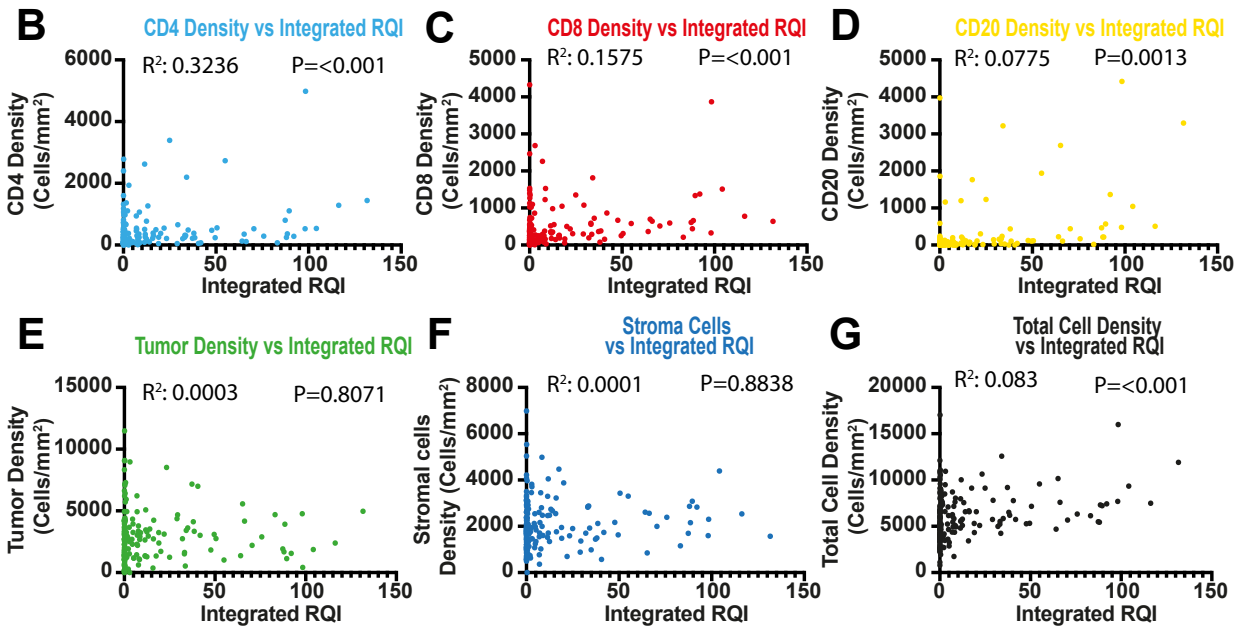 B
CD4 Density vs Integrated RQI
R²: 0.3236
P=<0.001
CD4 Density
(Cells/mm²)
6000
4000
2000
0
0 50 100 150
Integrated RQI
C
CD8 Density vs Integrated RQI
R²: 0.1575
P=<0.001
CD8 Density
(Cells/mm²)
5000
4000
3000
2000
1000
0
0 50 100 150
Integrated RQI
D
CD20 Density vs Integrated RQI
R²: 0.0775
P=0.0013
CD20 Density
(Cells/mm²)
5000
4000
3000
2000
1000
0
0 50 100 150
Integrated RQI
E
Tumor Density vs Integrated RQI
R²: 0.0003
P=0.8071
Tumor Density
(Cells/mm²)
15000
10000
5000
0
0 50 100 150
Integrated RQI
F
Stroma Cells
vs Integrated RQI
R²: 0.0001
P=0.8838
Stromal cells
Density (Cells/mm²)
8000
6000
4000
2000
0
0 50 100 150
Integrated RQI
G
Total Cell Density
vs Integrated RQI
R²: 0.083
P=<0.001
Total Cell Density
(Cells/mm²)
20000
15000
10000
5000
0
0 50 100 150
Integrated RQI